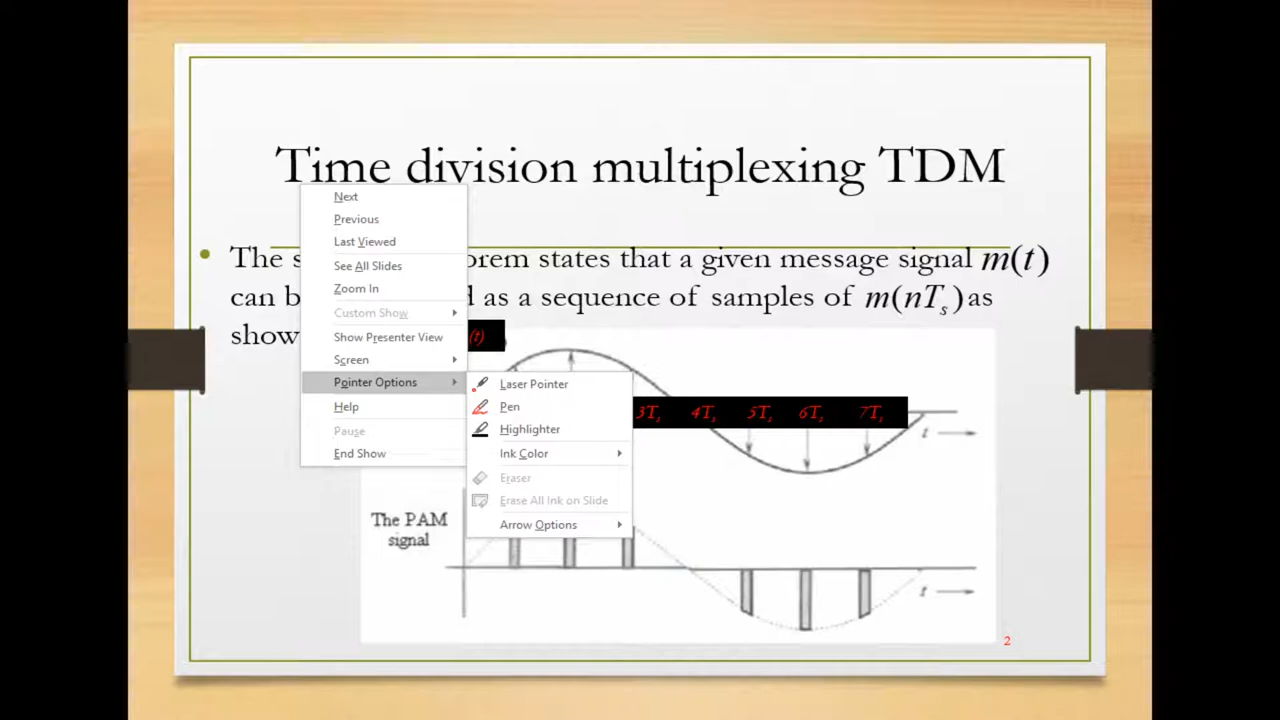 Time division multiplexing TDM
Next
Previous
Last Viewed
See All Slides
Zoom In
Custom Show
Show Presenter View
Screen
Pointer Options
Help
Pause
End Show
Laser Pointer
Pen
Highlighter
Ink Color
Eraser
Erase All Ink on Slide
Arrow Options
• The s orem states that a given message signal m(t)
can b d as a sequence of samples of m(nTₛ) as
show
(t)
3Tₛ 4Tₛ 5Tₛ 6Tₛ 7Tₛ
t
The PAM
signal
t
2